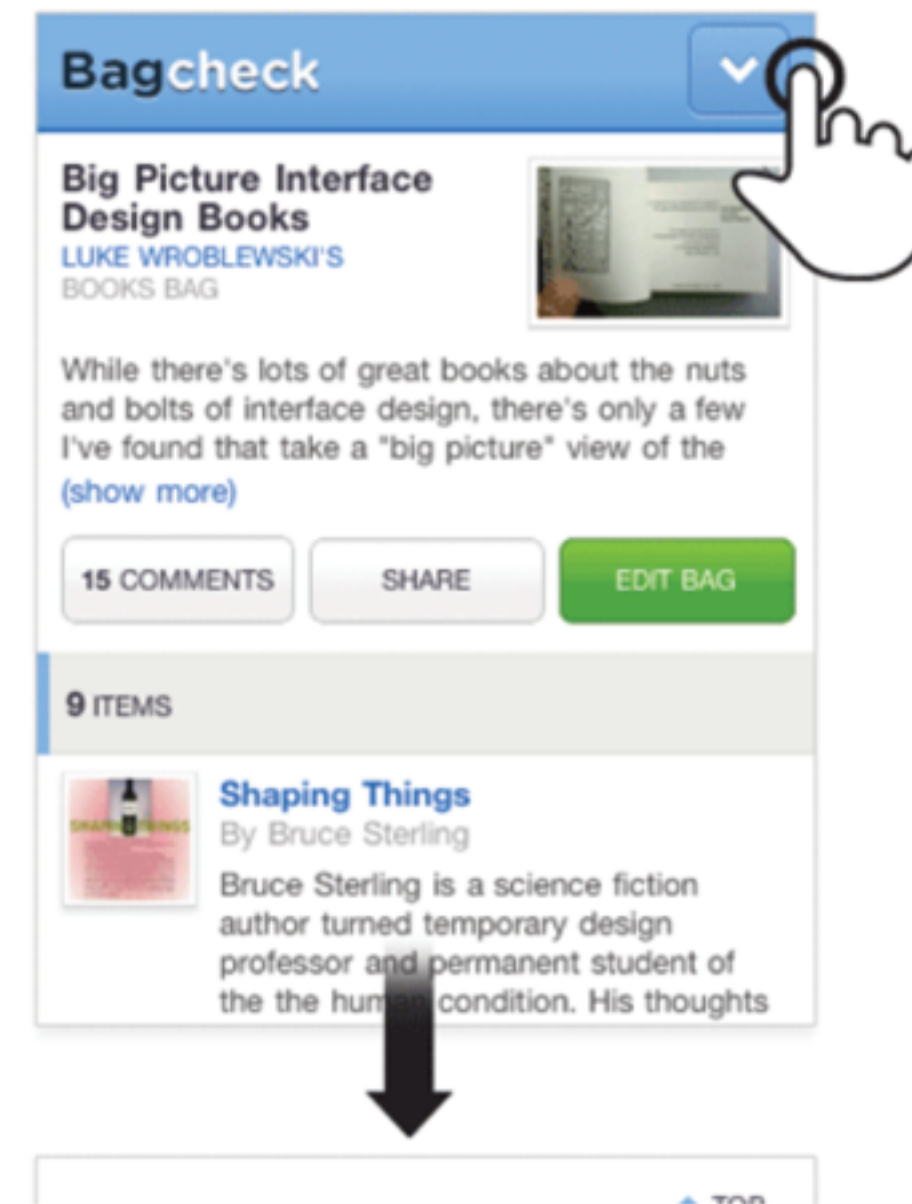 Bagcheck
Big Picture Interface
Design Books
LUKE WROBLEWSKI'S
BOOKS BAG
While there's lots of great books about the nuts
and bolts of interface design, there's only a few
I've found that take a "big picture" view of the
(show more)
15 COMMENTS
SHARE
EDIT BAG
9 ITEMS
SHAPING THINGS
Shaping Things
By Bruce Sterling
Bruce Sterling is a science fiction
author turned temporary design
professor and permanent student of
the the human condition. His thoughts
TOP